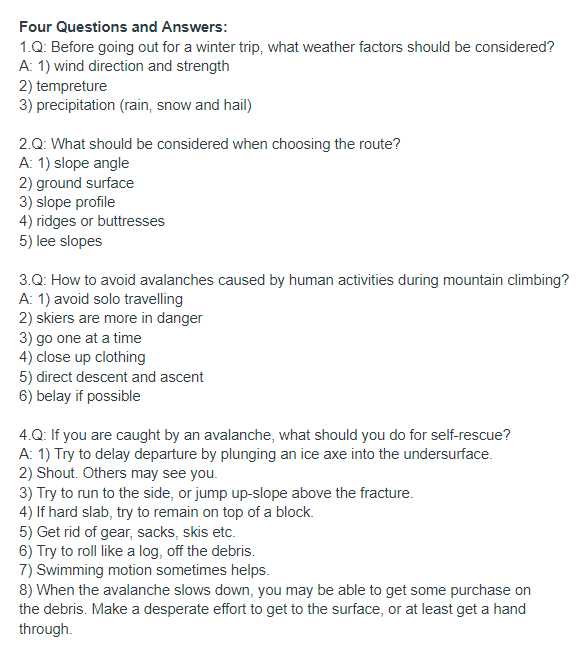 Four Questions and Answers:
1.Q: Before going out for a winter trip, what weather factors should be considered?
A: 1) wind direction and strength
2) tempreture
3) precipitation (rain, snow and hail)
2.Q: What should be considered when choosing the route?
A: 1) slope angle
2) ground surface
3) slope profile
4) ridges or buttresses
5) lee slopes
3.Q: How to avoid avalanches caused by human activities during mountain climbing?
A: 1) avoid solo travelling
2) skiers are more in danger
3) go one at a time
4) close up clothing
5) direct descent and ascent
6) belay if possible
4.Q: If you are caught by an avalanche, what should you do for self-rescue?
A: 1) Try to delay departure by plunging an ice axe into the undersurface.
2) Shout. Others may see you.
3) Try to run to the side, or jump up-slope above the fracture.
4) If hard slab, try to remain on top of a block.
5) Get rid of gear, sacks, skis etc.
6) Try to roll like a log, off the debris.
7) Swimming motion sometimes helps.
8) When the avalanche slows down, you may be able to get some purchase on
the debris. Make a desperate effort to get to the surface, or at least get a hand
through.